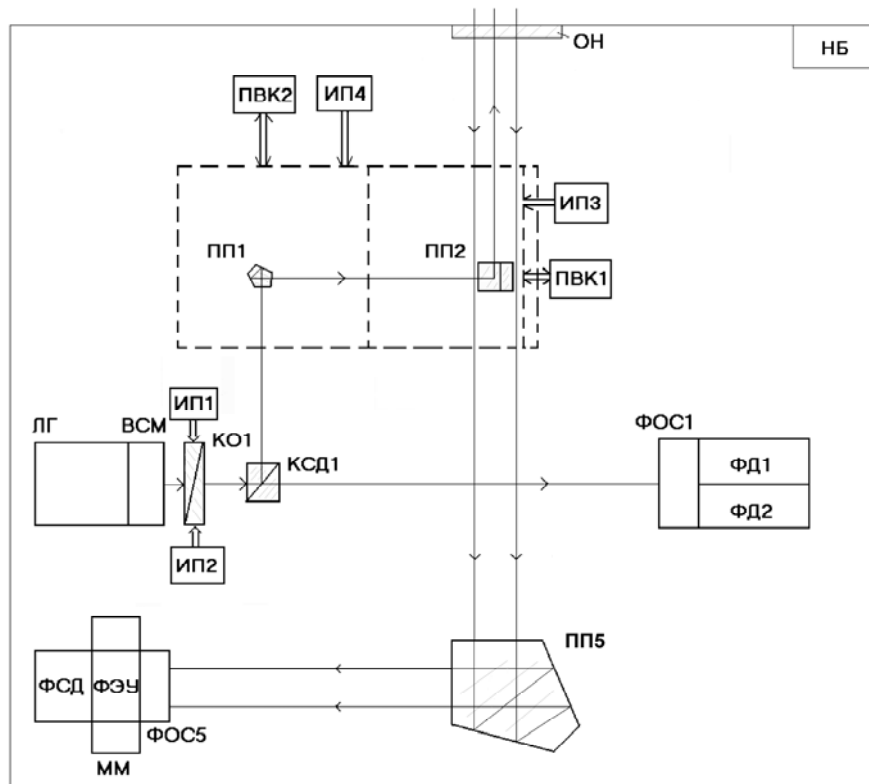 ОН
НБ
ПВК2
ИП4
ИП3
ПП1
ПП2
ПВК1
ИП1
ЛГ
ВСМ
КО1
КСД1
ФОС1
ФД1
ФД2
ИП2
ПП5
ФСД
ФЭУ
ФОС5
ММ